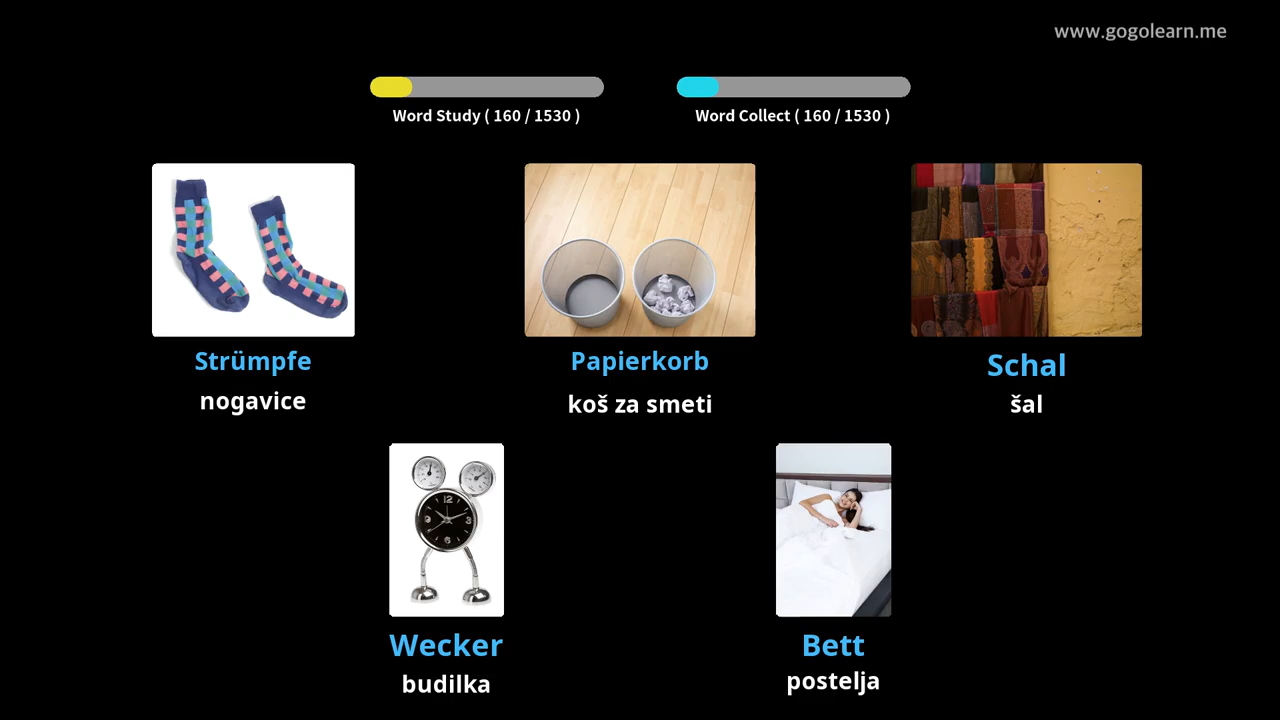 www.gogolearn.me
Word Study ( 160 / 1530 )
Word Collect ( 160 / 1530 )
Strümpfe
nogavice
Papierkorb
koš za smeti
Schal
šal
Wecker
budilka
Bett
postelja